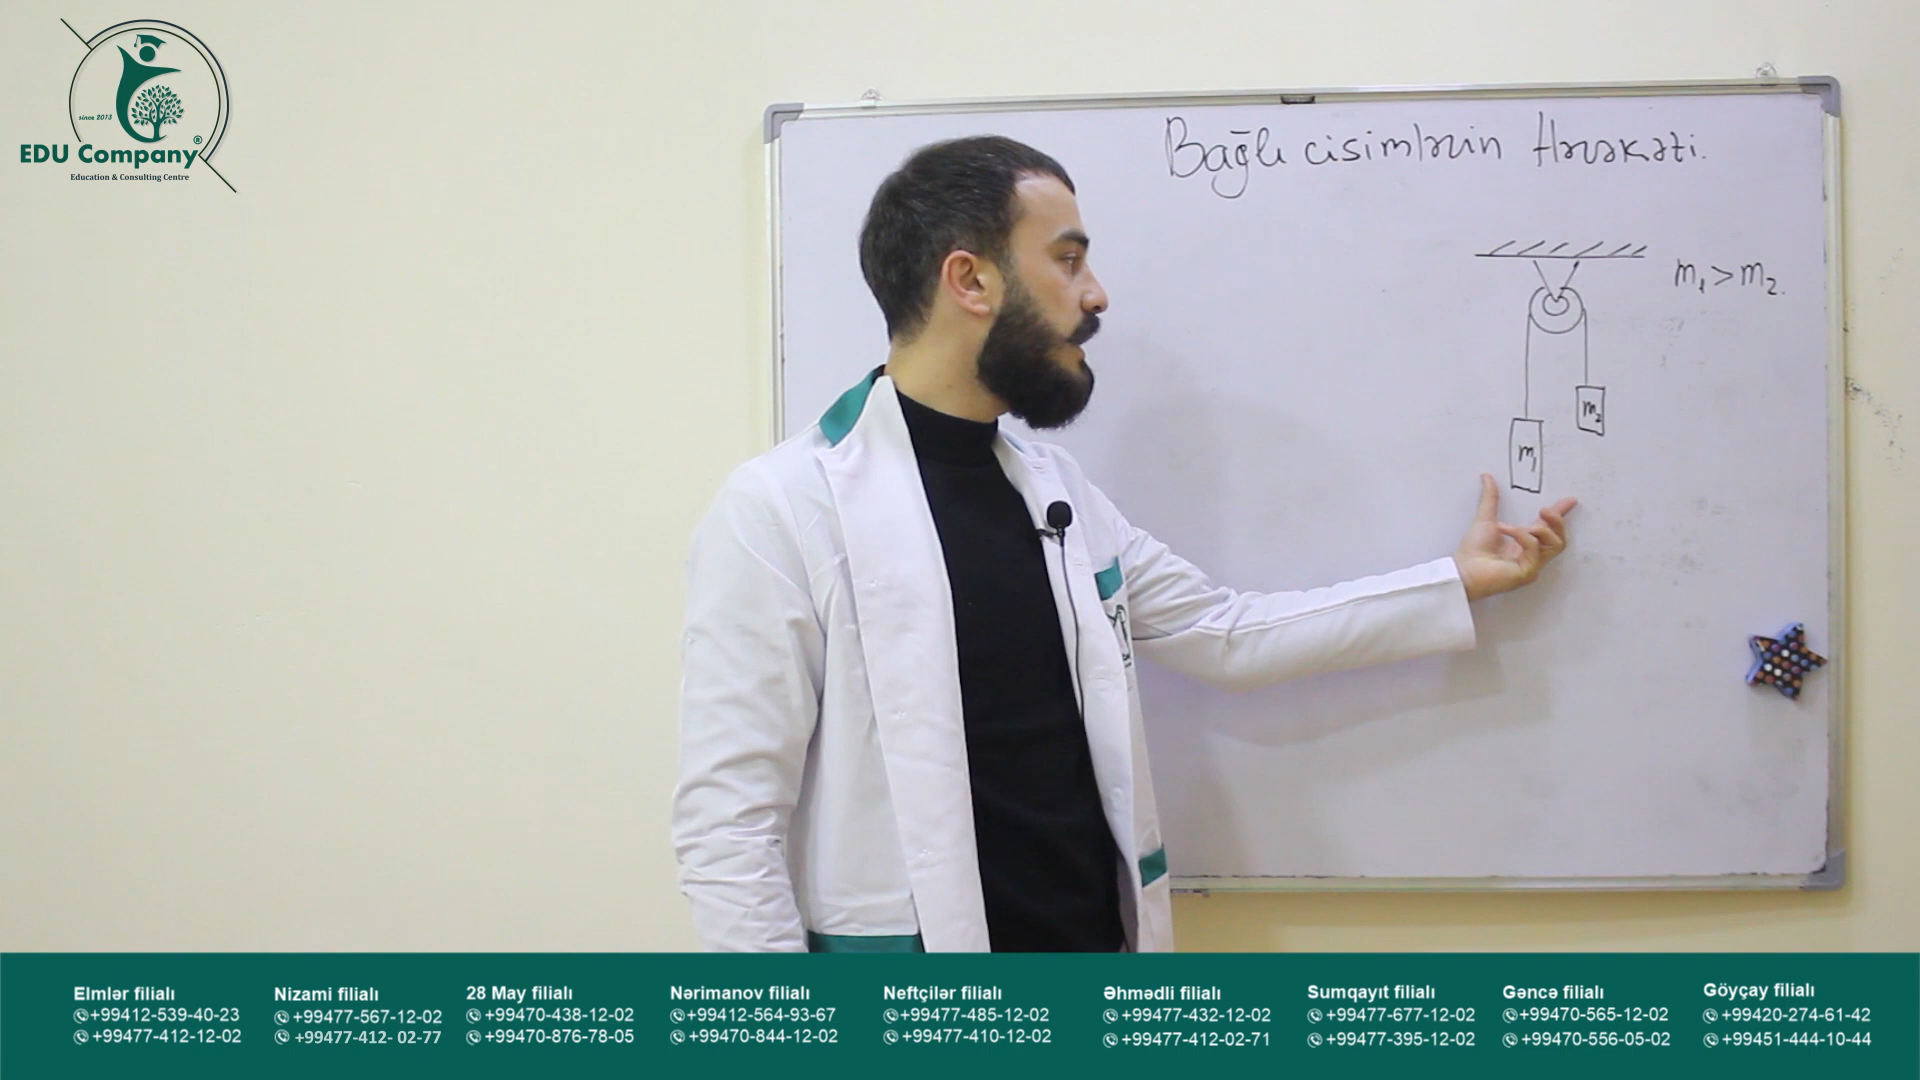 since 2013
EDU Company®
Education & Consulting Centre
Bağlı cisimlərin Hərəkəti.
m₁ > m₂.
m₂
m₁
Elmlər filialı
+99412-539-40-23
+99477-412-12-02
Nizami filialı
+99477-567-12-02
+99477-412- 02-77
28 May filialı
+99470-438-12-02
+99470-876-78-05
Nərimanov filialı
+99412-564-93-67
+99470-844-12-02
Neftçilər filialı
+99477-485-12-02
+99477-410-12-02
Əhmədli filialı
+99477-432-12-02
+99477-412-02-71
Sumqayıt filialı
+99477-677-12-02
+99477-395-12-02
Gəncə filialı
+99470-565-12-02
+99470-556-05-02
Göyçay filialı
+99420-274-61-42
+99451-444-10-44